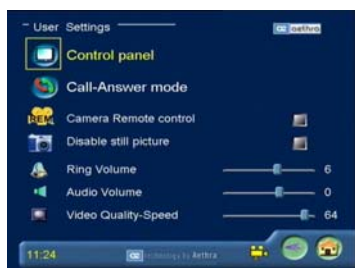 User Settings
aethra
Control panel
Call-Answer mode
REM Camera Remote control
Disable still picture
Ring Volume 6
Audio Volume 0
Video Quality-Speed 64
11:24 technology by Aethra